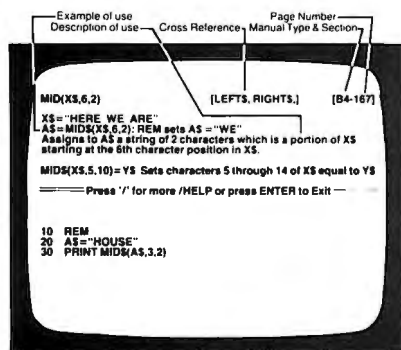 Example of use
Page Number
Description of use
Cross Reference
Manual Type & Section
MID(X$,6,2) [LEFT$, RIGHT$,] [B4-167]
X$="HERE WE ARE"
A$=MID$(X$,6,2): REM sets A$ ="WE"
Assigns to A$ a string of 2 characters which is a portion of X$
starting at the 6th character position in X$.
MID$(X$,5,10)= Y$ Sets characters 5 through 14 of X$ equal to Y$
Press '/' for more /HELP or press ENTER to Exit
10 REM
20 A$="HOUSE"
30 PRINT MID$(A$,3,2)